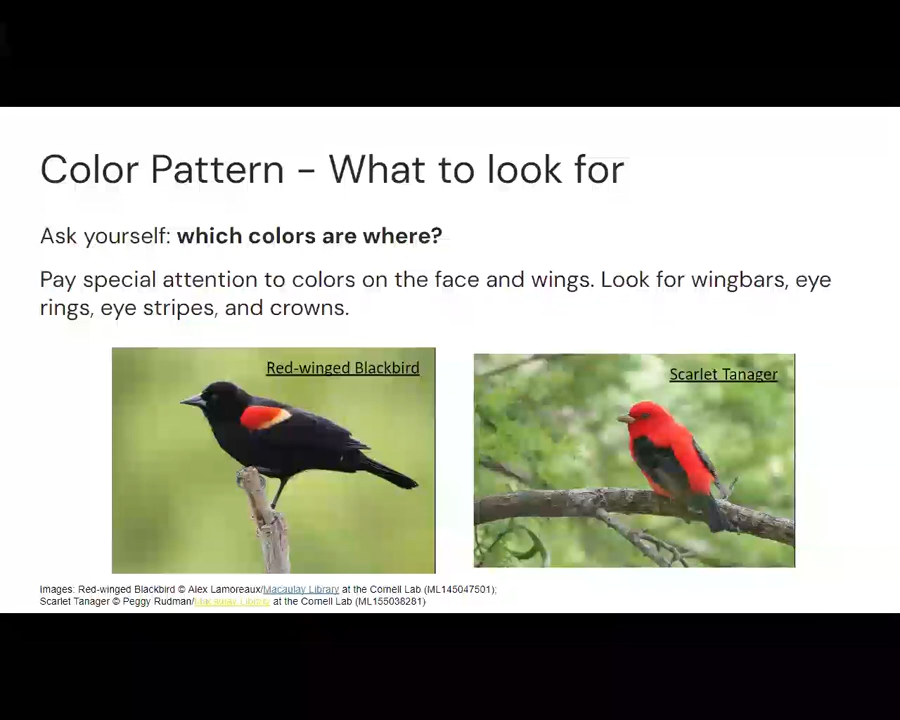 Color Pattern - What to look for
Ask yourself: which colors are where?
Pay special attention to colors on the face and wings. Look for wingbars, eye
rings, eye stripes, and crowns.
Red-winged Blackbird
Scarlet Tanager
Images: Red-winged Blackbird © Alex Lamoreaux/Macaulay Library at the Cornell Lab (ML145047501);
Scarlet Tanager © Peggy Rudman/Macaulay Library at the Cornell Lab (ML155038281)